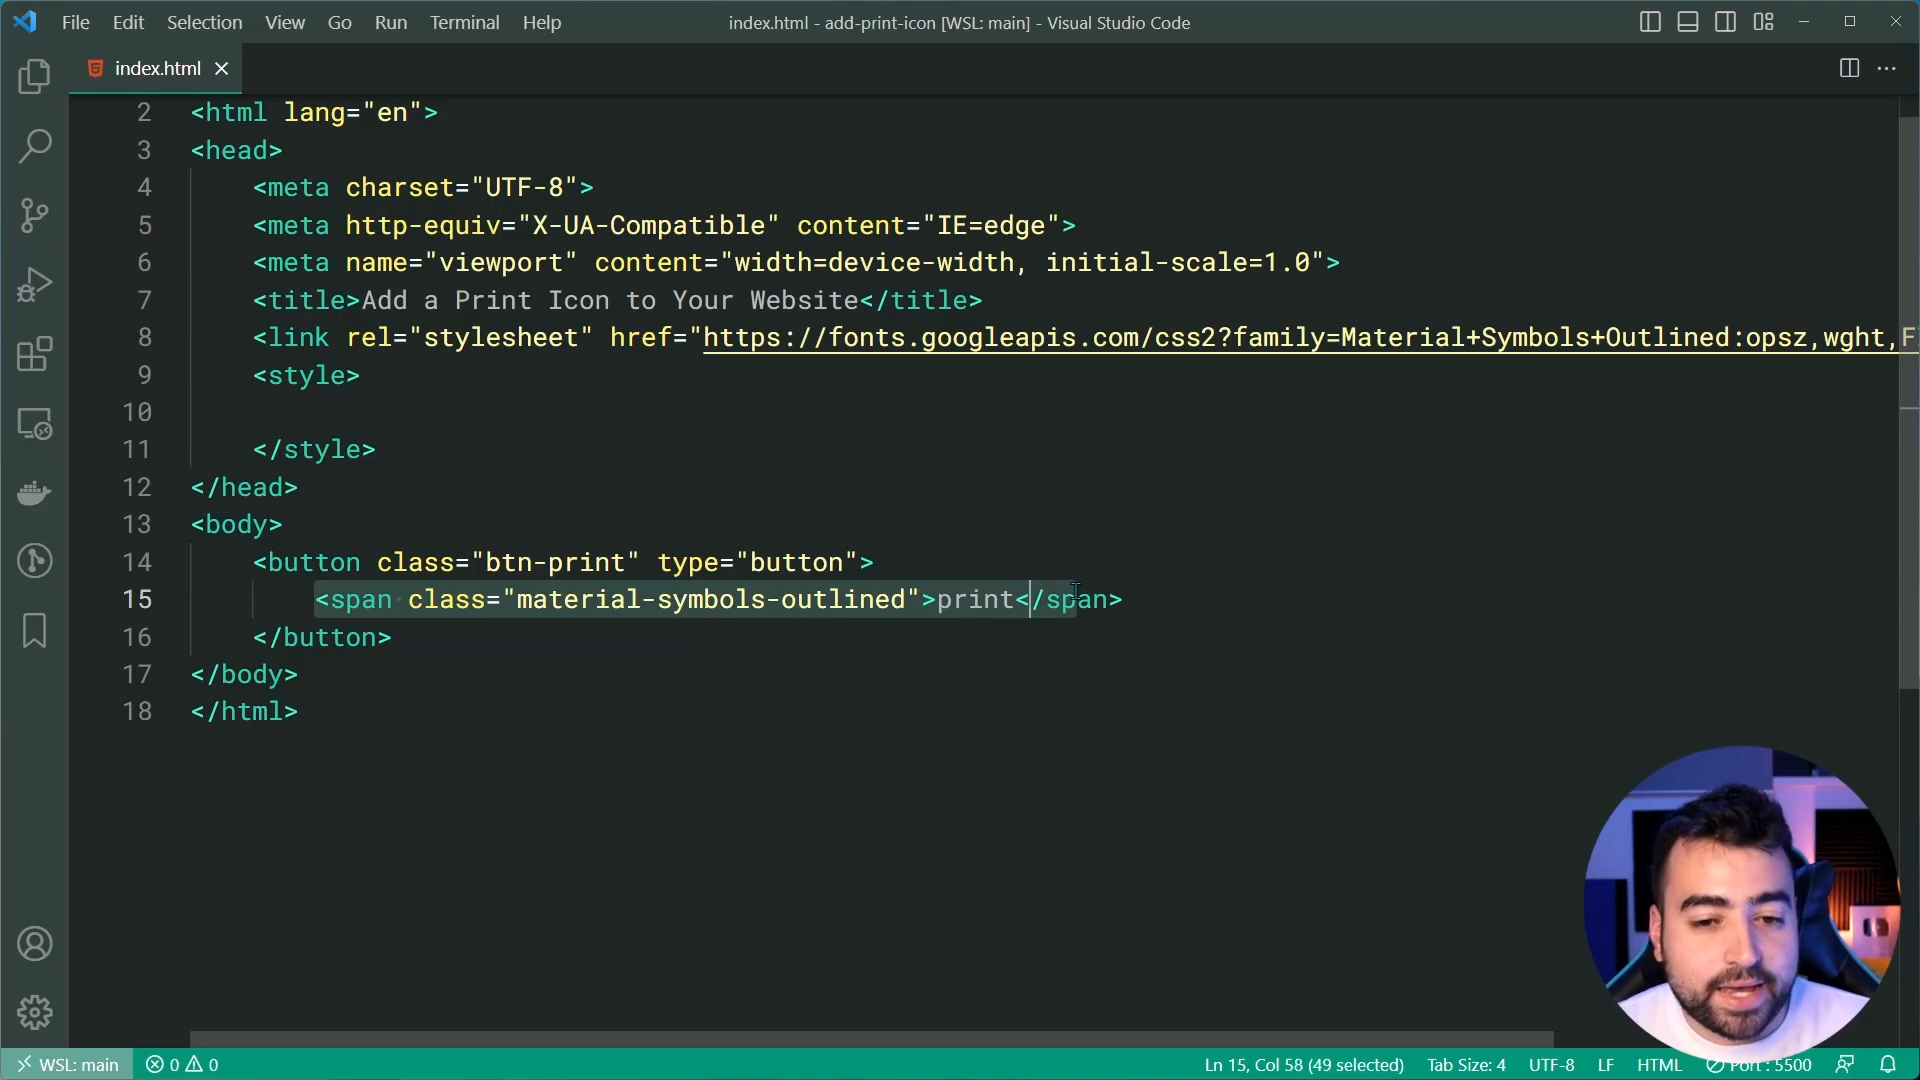 File Edit Selection View Go Run Terminal Help
index.html - add-print-icon [WSL: main] - Visual Studio Code
index.html
2 <html lang="en">
3 <head>
4 <meta charset="UTF-8">
5 <meta http-equiv="X-UA-Compatible" content="IE=edge">
6 <meta name="viewport" content="width=device-width, initial-scale=1.0">
7 <title>Add a Print Icon to Your Website</title>
8 <link rel="stylesheet" href="https://fonts.googleapis.com/css2?family=Material+Symbols+Outlined:opsz,wght,
9 <style>
10
11 </style>
12 </head>
13 <body>
14 <button class="btn-print" type="button">
15 <span class="material-symbols-outlined">print</span>
16 </button>
17 </body>
18 </html>
WSL: main 0 0 Ln 15, Col 58 (49 selected) Tab Size: 4 UTF-8 LF HTML Port : 5500